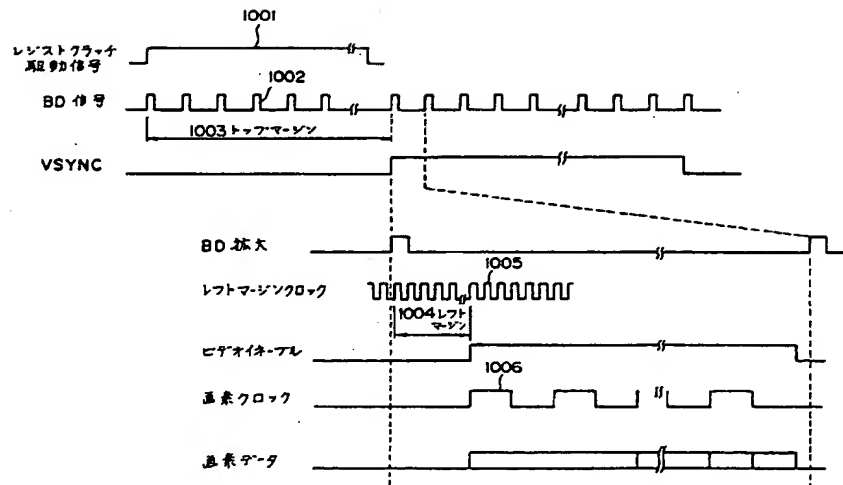 1001
レジストクラッチ
駆動信号
1002
BD 信号
1003 トップマージン
VSYNC
BD 拡大
1005
レフトマージンクロック
1004 レフト
マージン
ビデオイネーブル
1006
画素クロック
画素データ